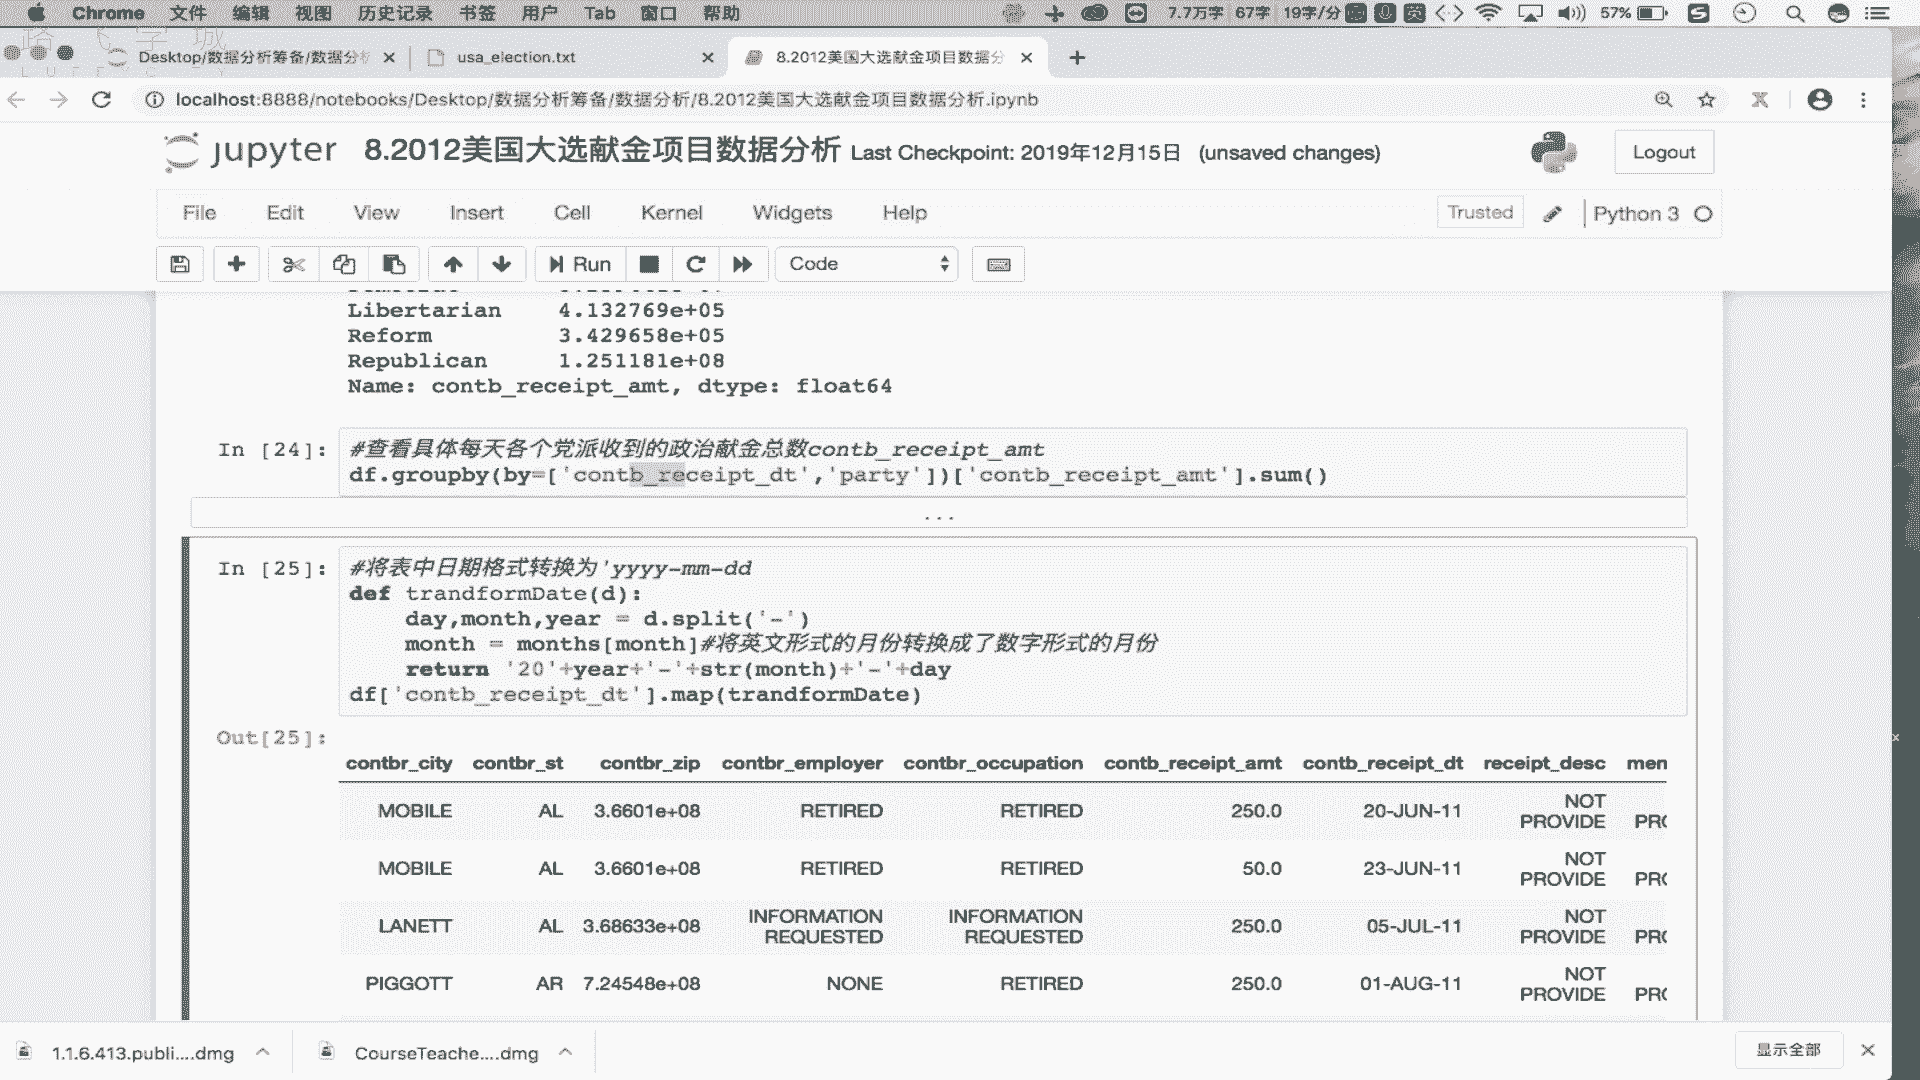 Chrome 文件 编辑 视图 历史记录 书签 用户 Tab 窗口 帮助 7.7万字 67字 19字/分 英 57%
Desktop/数据分析筹备/数据分析 usa_election.txt 8.2012美国大选献金项目数据分
localhost:8888/notebooks/Desktop/数据分析筹备/数据分析/8.2012美国大选献金项目数据分析.ipynb
jupyter 8.2012美国大选献金项目数据分析 Last Checkpoint: 2019年12月15日 (unsaved changes)
Logout
File Edit View Insert Cell Kernel Widgets Help Trusted Python 3
Run Code
Libertarian 4.132769e+05
Reform 3.429658e+05
Republican 1.251181e+08
Name: contb_receipt_amt, dtype: float64
In [24]: #查看具体每天各个党派收到的政治献金总数contb_receipt_amt
df.groupby(by=['contb_receipt_dt','party'])['contb_receipt_amt'].sum()
...
In [25]: #将表中日期格式转换为'yyyy-mm-dd
def trandformDate(d):
day,month,year = d.split('-')
month = months[month]#将英文形式的月份转换成了数字形式的月份
return '20'+year+'-'+str(month)+'-'+day
df['contb_receipt_dt'].map(trandformDate)
Out[25]:
contbr_city contbr_st contbr_zip contbr_employer contbr_occupation contb_receipt_amt contb_receipt_dt receipt_desc men
MOBILE AL 3.6601e+08 RETIRED RETIRED 250.0 20-JUN-11 NOT PROVIDE PRO
MOBILE AL 3.6601e+08 RETIRED RETIRED 50.0 23-JUN-11 NOT PROVIDE PRO
LANETT AL 3.68633e+08 INFORMATION REQUESTED INFORMATION REQUESTED 250.0 05-JUL-11 NOT PROVIDE PRO
PIGGOTT AR 7.24548e+08 NONE RETIRED 250.0 01-AUG-11 NOT PROVIDE PRO
1.1.6.413.publi....dmg CourseTeache....dmg 显示全部